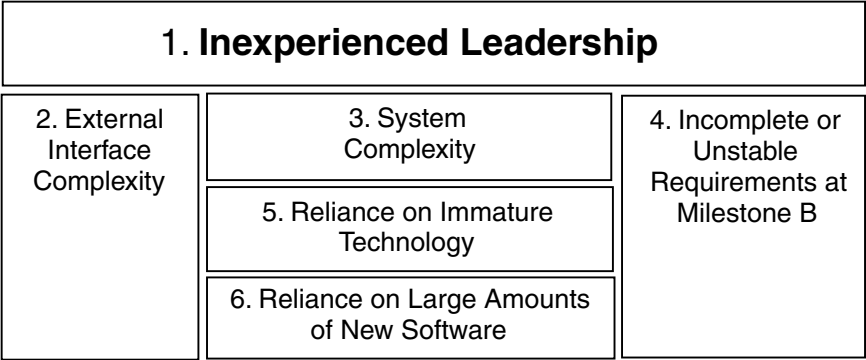 1. Inexperienced Leadership
2. External
Interface
Complexity
3. System
Complexity
4. Incomplete or
Unstable
Requirements at
Milestone B
5. Reliance on Immature
Technology
6. Reliance on Large Amounts
of New Software